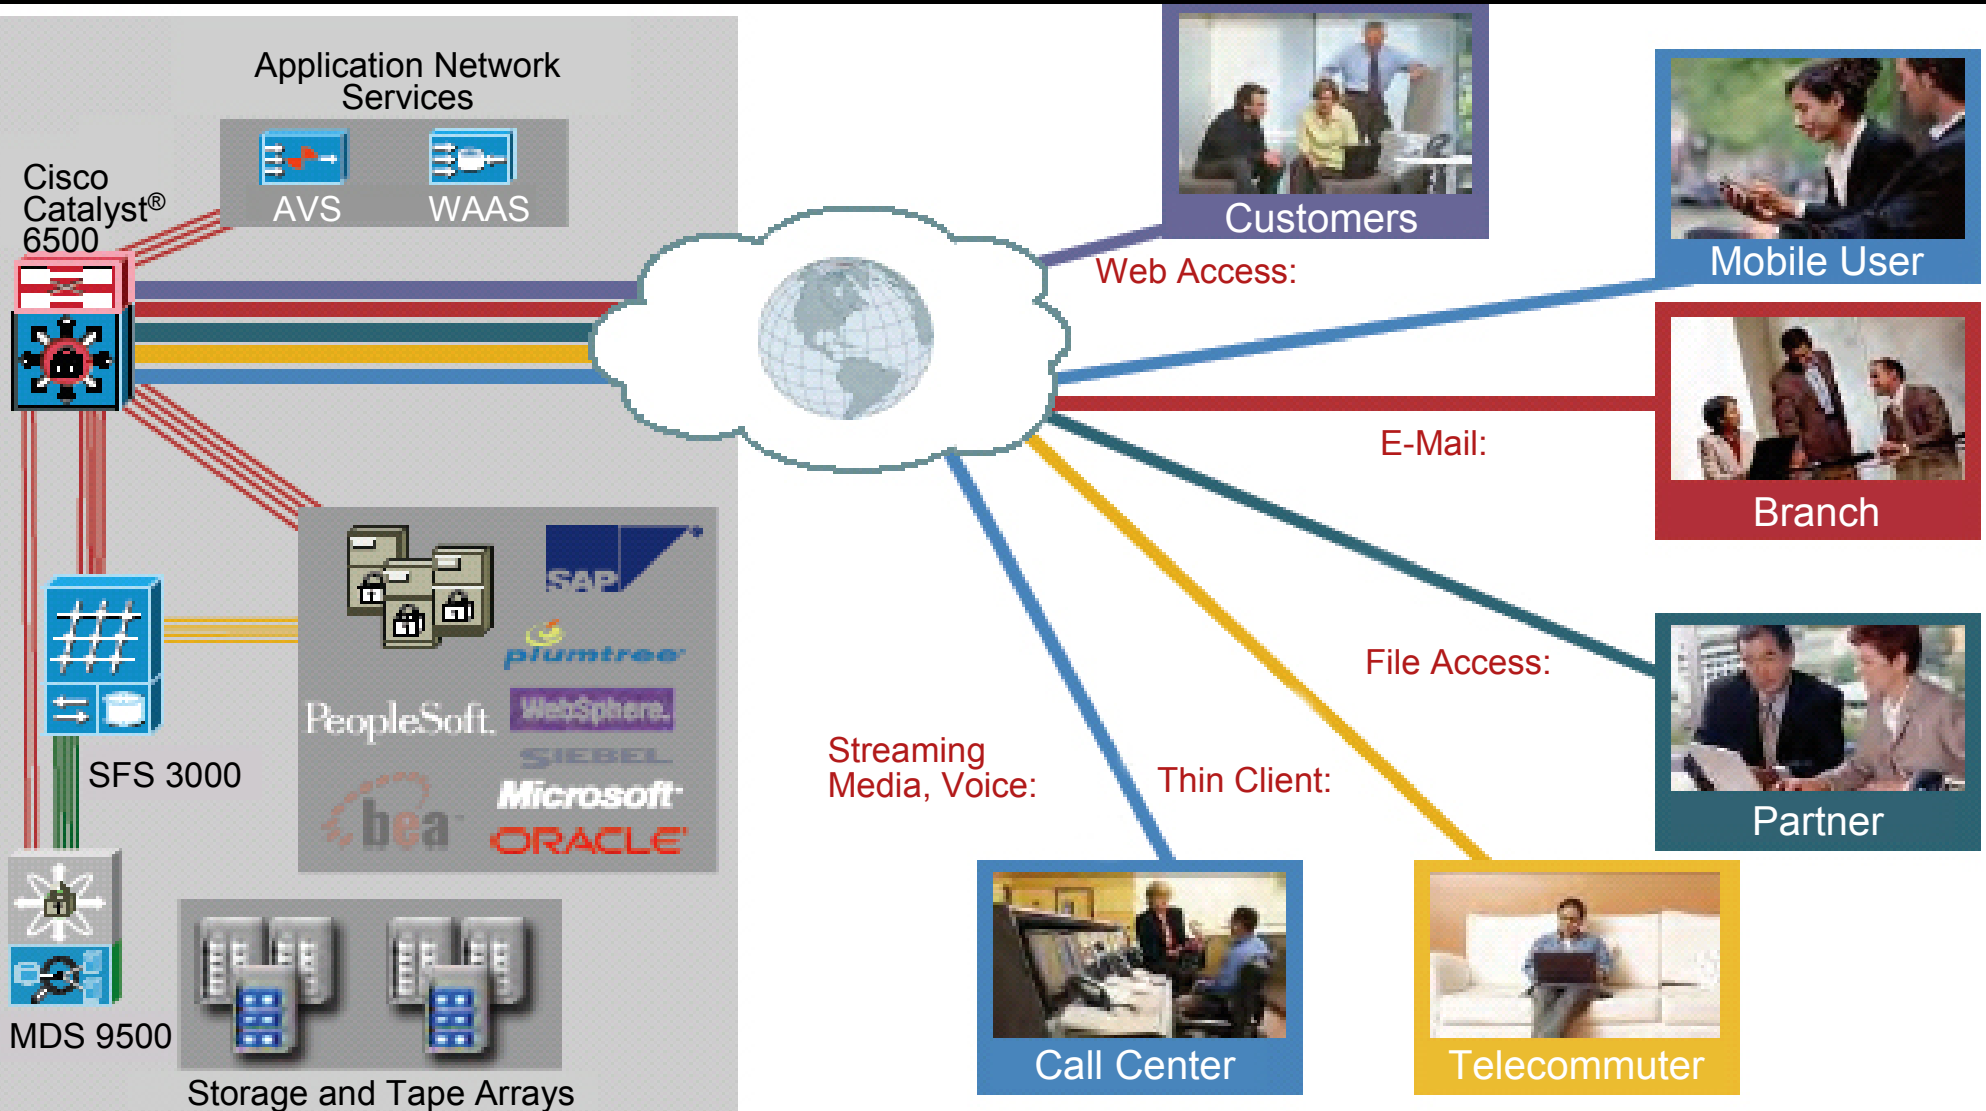 Application Network
Services
AVS
WAAS
Cisco
Catalyst®
6500
SAP
plumtree
PeopleSoft.
WebSphere.
SIEBEL
Microsoft
bea
ORACLE
SFS 3000
MDS 9500
Storage and Tape Arrays
Customers
Web Access:
Mobile User
E-Mail:
Branch
File Access:
Partner
Streaming
Media, Voice:
Thin Client:
Call Center
Telecommuter